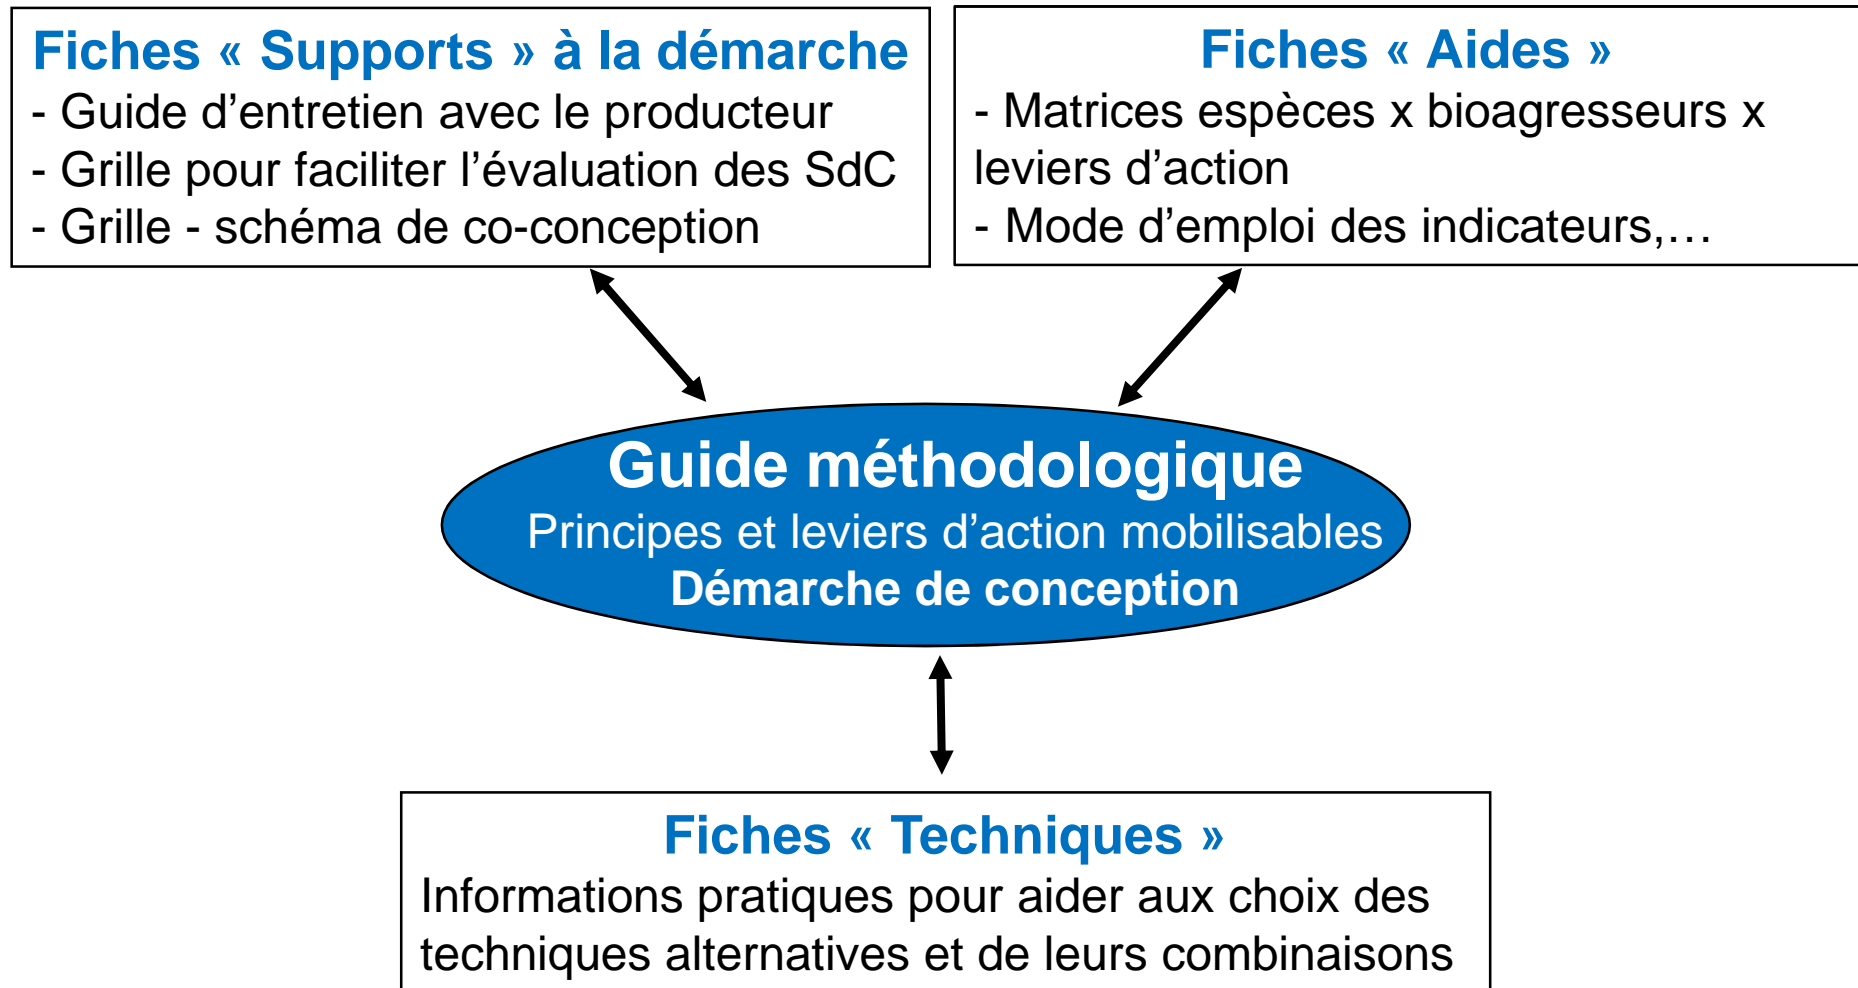 Fiches « Supports » à la démarche
- Guide d’entretien avec le producteur
- Grille pour faciliter l’évaluation des SdC
- Grille - schéma de co-conception
Fiches « Aides »
- Matrices espèces x bioagresseurs x
leviers d’action
- Mode d’emploi des indicateurs,…
Guide méthodologique
Principes et leviers d’action mobilisables
Démarche de conception
Fiches « Techniques »
Informations pratiques pour aider aux choix des
techniques alternatives et de leurs combinaisons